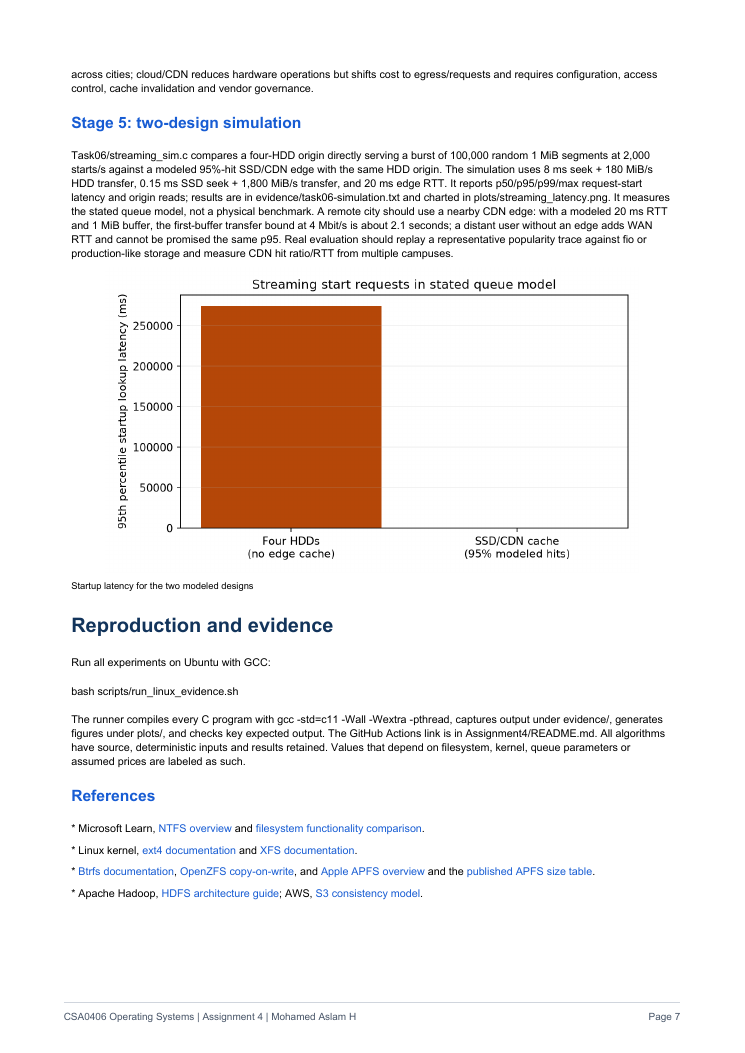 across cities; cloud/CDN reduces hardware operations but shifts cost to egress/requests and requires configuration, access
control, cache invalidation and vendor governance.
Stage 5: two-design simulation
Task06/streaming_sim.c compares a four-HDD origin directly serving a burst of 100,000 random 1 MiB segments at 2,000
starts/s against a modeled 95%-hit SSD/CDN edge with the same HDD origin. The simulation uses 8 ms seek + 180 MiB/s
HDD transfer, 0.15 ms SSD seek + 1,800 MiB/s transfer, and 20 ms edge RTT. It reports p50/p95/p99/max request-start
latency and origin reads; results are in evidence/task06-simulation.txt and charted in plots/streaming_latency.png. It measures
the stated queue model, not a physical benchmark. A remote city should use a nearby CDN edge: with a modeled 20 ms RTT
and 1 MiB buffer, the first-buffer transfer bound at 4 Mbit/s is about 2.1 seconds; a distant user without an edge adds WAN
RTT and cannot be promised the same p95. Real evaluation should replay a representative popularity trace against fio or
production-like storage and measure CDN hit ratio/RTT from multiple campuses.
Streaming start requests in stated queue model
95th percentile startup lookup latency (ms)
250000
200000
150000
100000
50000
0
Four HDDs
(no edge cache)
SSD/CDN cache
(95% modeled hits)
Startup latency for the two modeled designs
Reproduction and evidence
Run all experiments on Ubuntu with GCC:
bash scripts/run_linux_evidence.sh
The runner compiles every C program with gcc -std=c11 -Wall -Wextra -pthread, captures output under evidence/, generates
figures under plots/, and checks key expected output. The GitHub Actions link is in Assignment4/README.md. All algorithms
have source, deterministic inputs and results retained. Values that depend on filesystem, kernel, queue parameters or
assumed prices are labeled as such.
References
* Microsoft Learn, NTFS overview and filesystem functionality comparison.
* Linux kernel, ext4 documentation and XFS documentation.
* Btrfs documentation, OpenZFS copy-on-write, and Apple APFS overview and the published APFS size table.
* Apache Hadoop, HDFS architecture guide; AWS, S3 consistency model.
CSA0406 Operating Systems | Assignment 4 | Mohamed Aslam H
Page 7